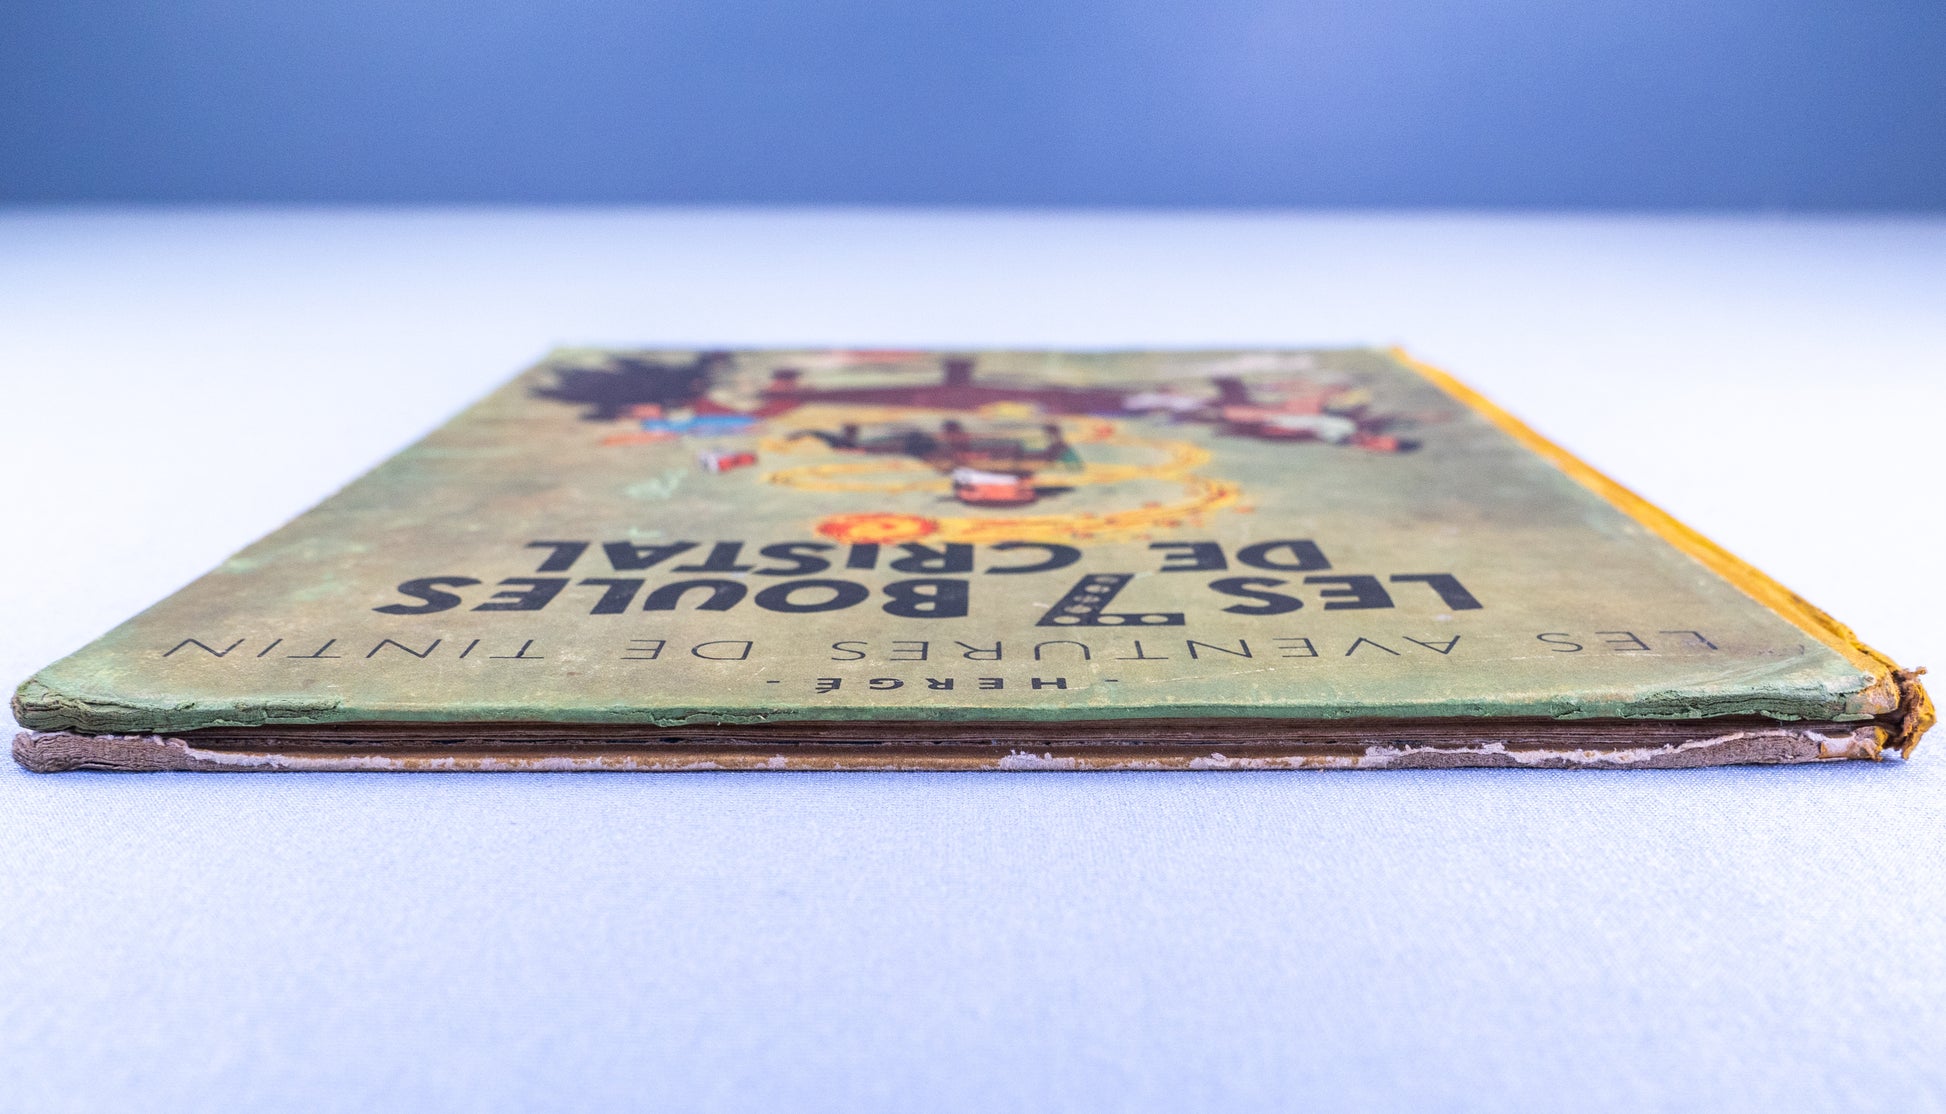 - HERGÉ -
LES AVENTURES DE TINTIN
LES 7 BOULES
DE CRISTAL